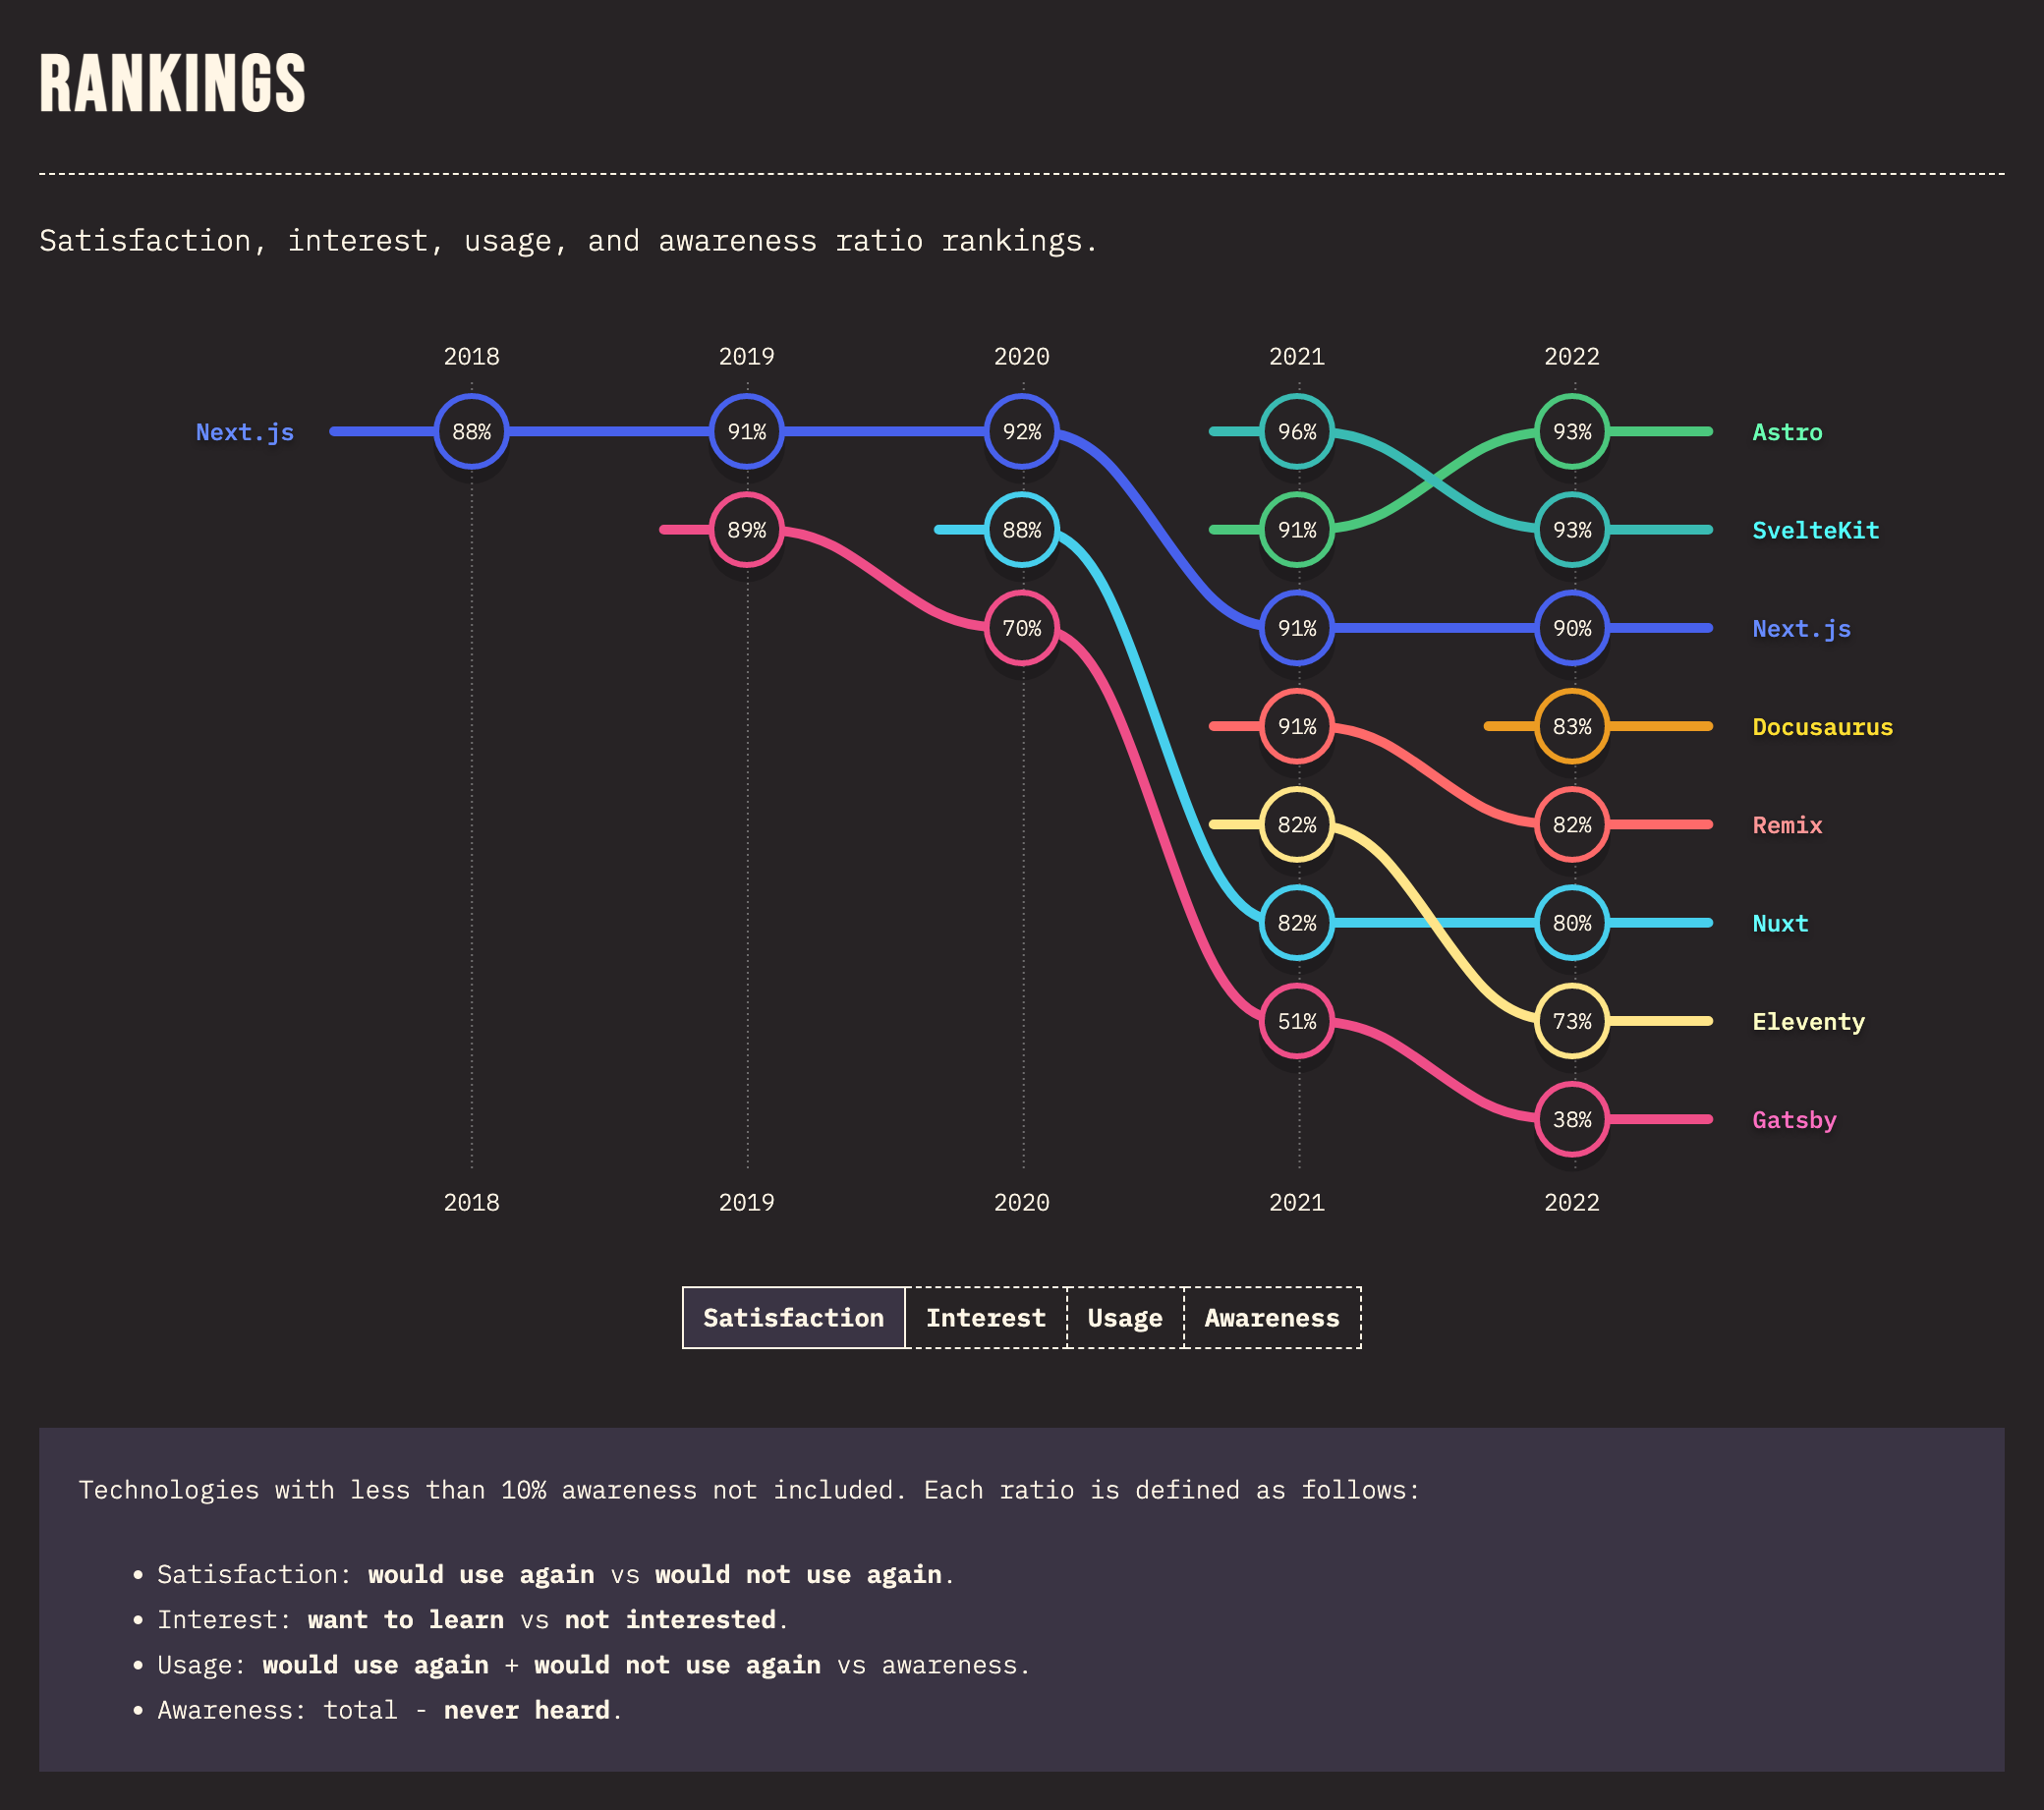 RANKINGS
Satisfaction, interest, usage, and awareness ratio rankings.
2018 2019 2020 2021 2022
Next.js 88% 91% 92% 96% 93% Astro
89% 88% 91% 93% SvelteKit
70% 91% 90% Next.js
91% 83% Docusaurus
82% 82% Remix
82% 80% Nuxt
51% 73% Eleventy
38% Gatsby
2018 2019 2020 2021 2022
Satisfaction Interest Usage Awareness
Technologies with less than 10% awareness not included. Each ratio is defined as follows:
• Satisfaction: would use again vs would not use again.
• Interest: want to learn vs not interested.
• Usage: would use again + would not use again vs awareness.
• Awareness: total - never heard.